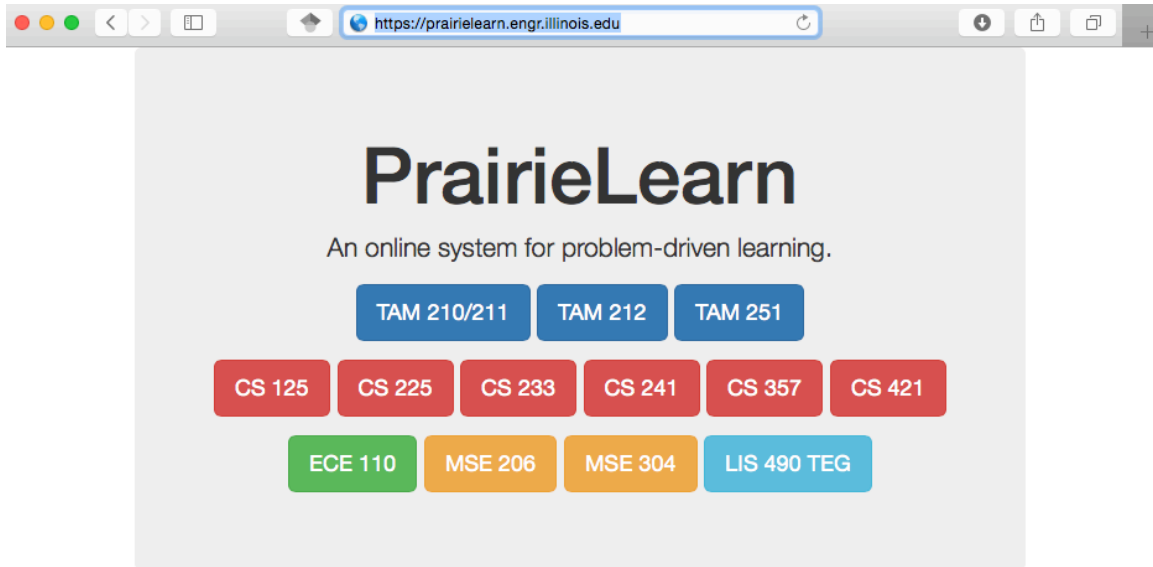 https://prairielearn.engr.illinois.edu
PrairieLearn
An online system for problem-driven learning.
TAM 210/211 TAM 212 TAM 251
CS 125 CS 225 CS 233 CS 241 CS 357 CS 421
ECE 110 MSE 206 MSE 304 LIS 490 TEG